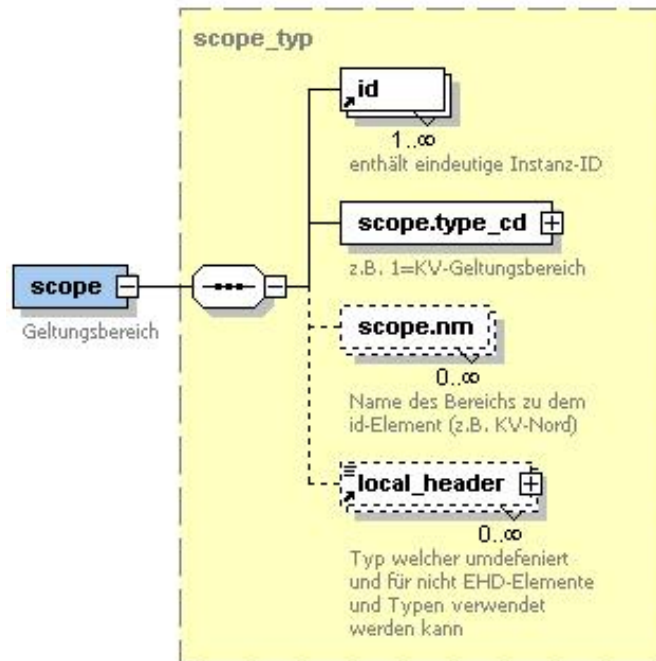 scope_typ
id
1..∞
enthält eindeutige Instanz-ID
scope.type_cd
z.B. 1=KV-Geltungsbereich
scope
Geltungsbereich
scope.nm
0..∞
Name des Bereichs zu dem
id-Element (z.B. KV-Nord)
local_header
0..∞
Typ welcher umdefeniert
und für nicht EHD-Elemente
und Typen verwendet
werden kann